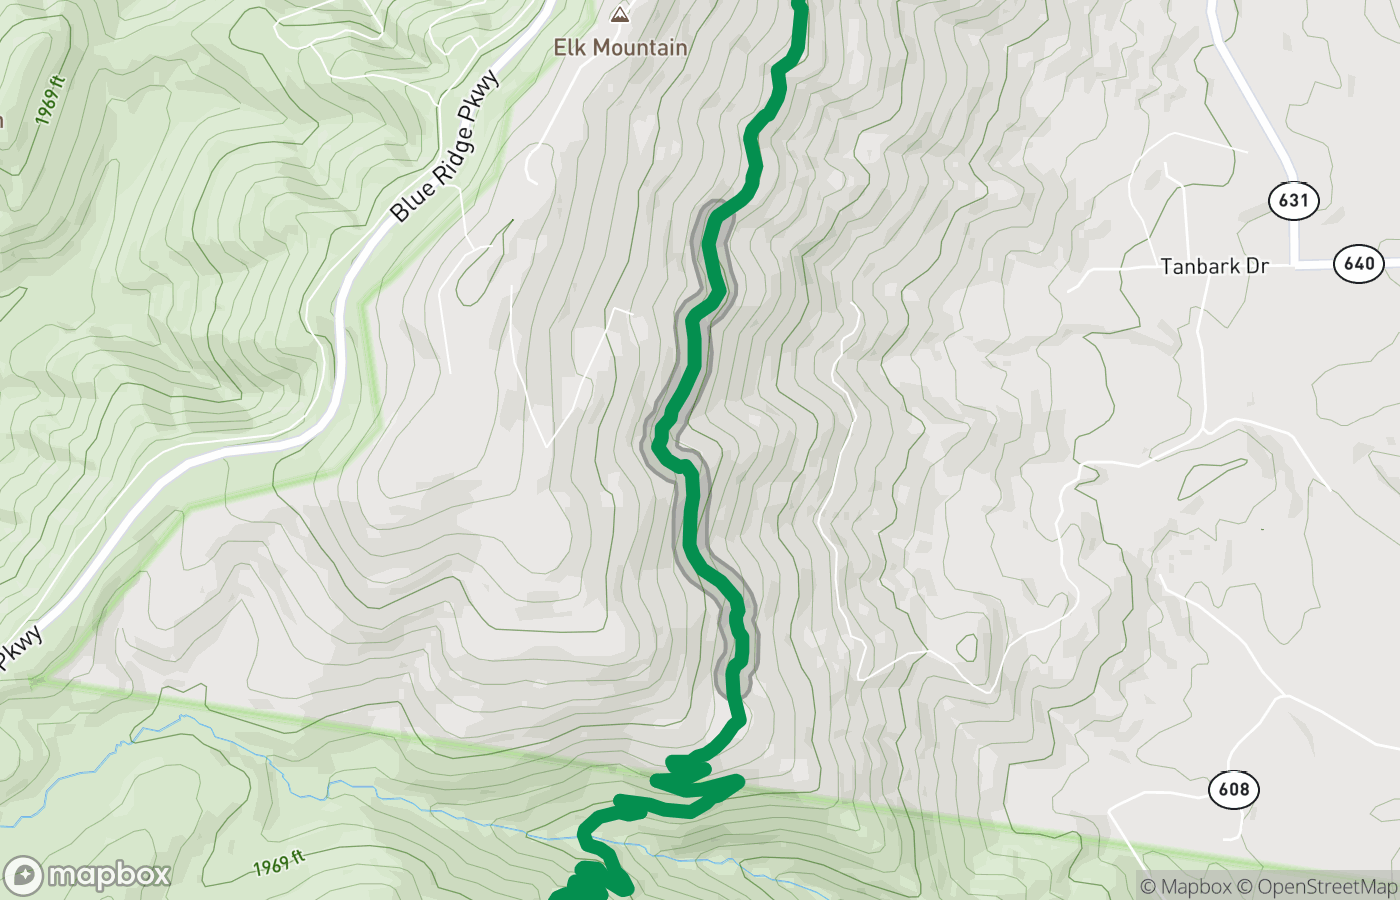 Elk Mountain
1969 ft
Blue Ridge Pkwy
631
640
Tanbark Dr
Pkwy
608
1969 ft
mapbox
© Mapbox © OpenStreetMap